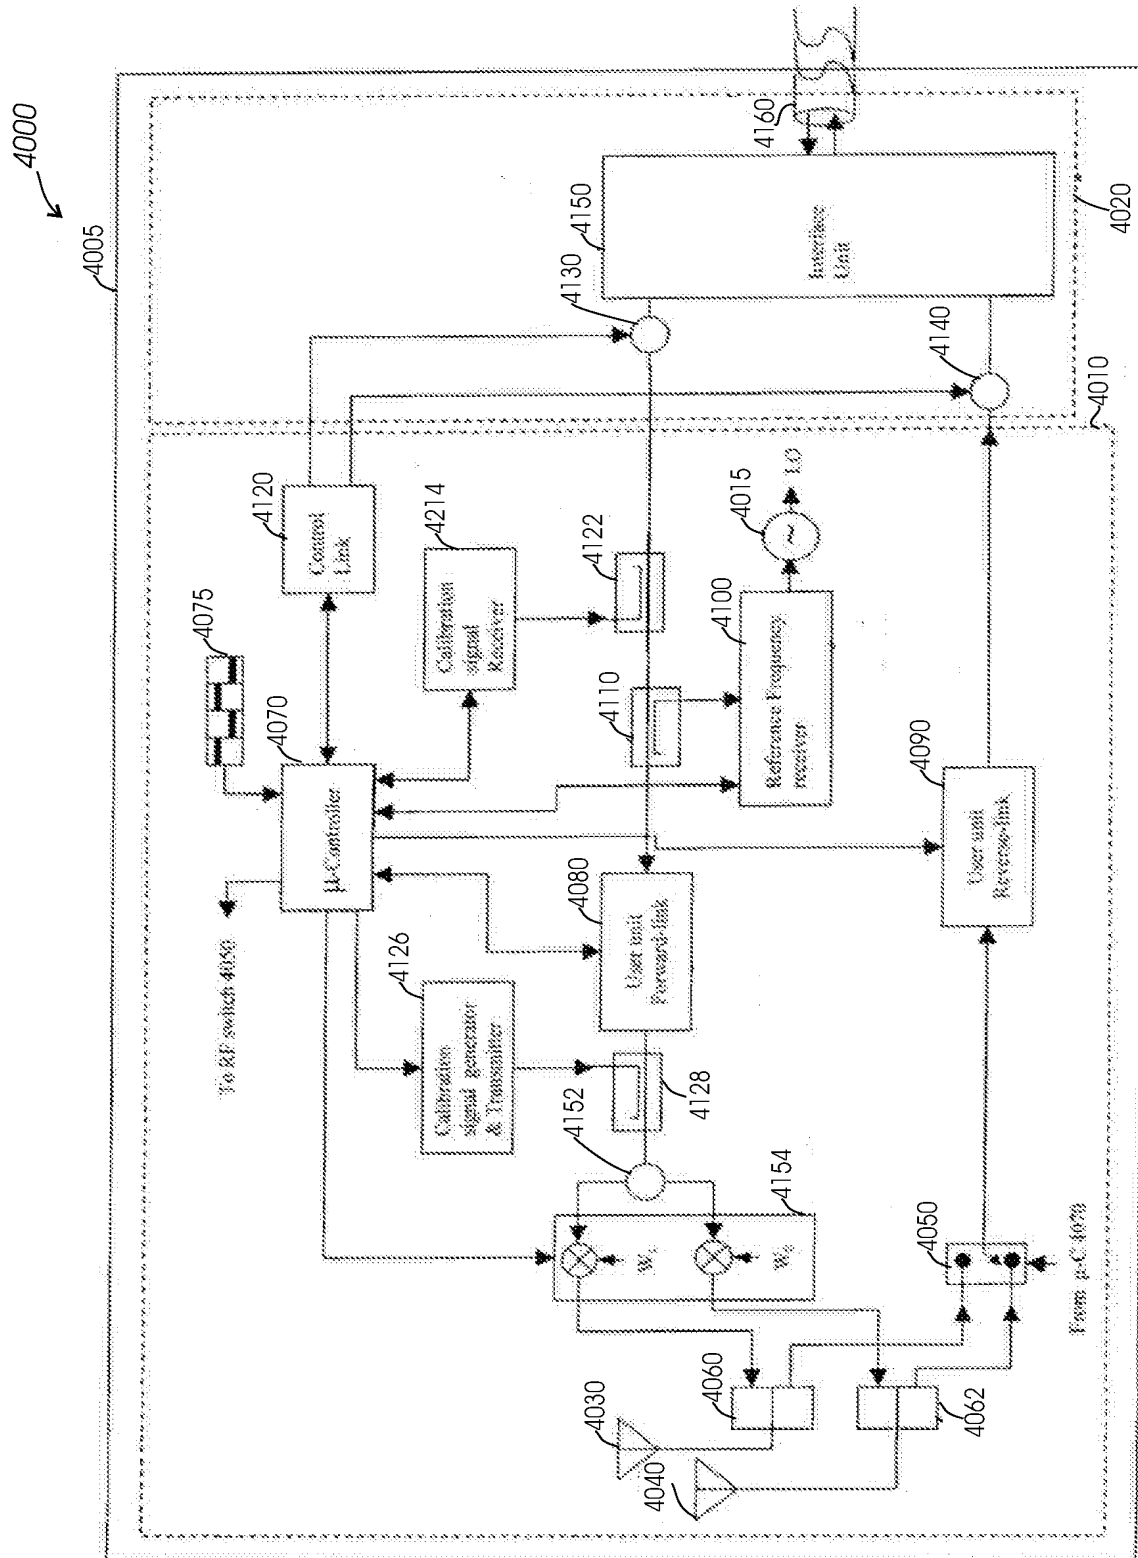 4000
4005
4160
4150
Interface
Unit
4020
4130
4140
4010
4120
Control
Link
4214
Calibration
signal
Receiver
4122
4015
LO
4075
4070
µ-Controller
4110
4100
Reference Frequency
receiver
4090
User unit
Reverse-link
4080
User unit
Forward-link
To RF switch 4050
4126
Calibration
signal generator
& Transmitter
4128
4152
4154
W1
W2
4050
From µ-C 4070
4060
4062
4030
4040